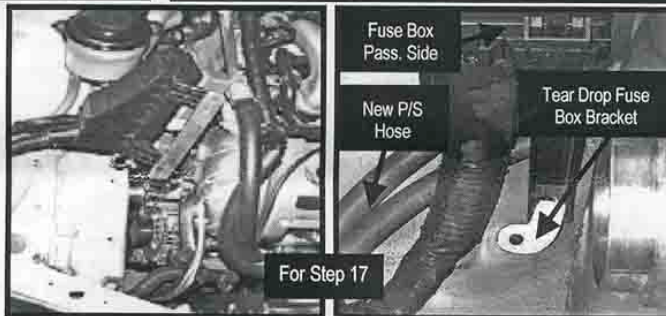 Fuse Box
Pass. Side
New P/S
Hose
Tear Drop Fuse
Box Bracket
For Step 17